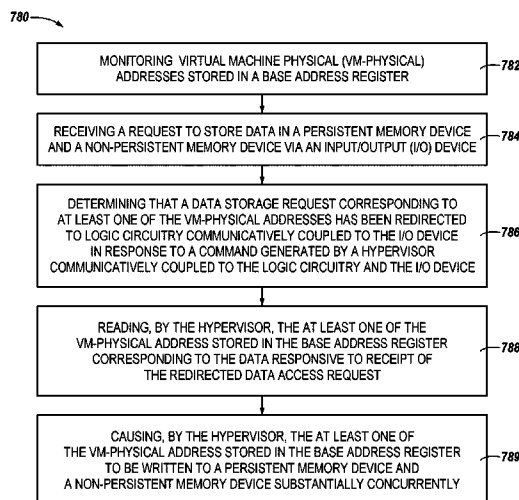 780
MONITORING VIRTUAL MACHINE PHYSICAL (VM-PHYSICAL)
ADDRESSES STORED IN A BASE ADDRESS REGISTER
782
RECEIVING A REQUEST TO STORE DATA IN A PERSISTENT MEMORY DEVICE
AND A NON-PERSISTENT MEMORY DEVICE VIA AN INPUT/OUTPUT (I/O) DEVICE
784
DETERMINING THAT A DATA STORAGE REQUEST CORRESPONDING TO
AT LEAST ONE OF THE VM-PHYSICAL ADDRESSES HAS BEEN REDIRECTED
TO LOGIC CIRCUITRY COMMUNICATIVELY COUPLED TO THE I/O DEVICE
IN RESPONSE TO A COMMAND GENERATED BY A HYPERVISOR
COMMUNICATIVELY COUPLED TO THE LOGIC CIRCUITRY AND THE I/O DEVICE
786
READING, BY THE HYPERVISOR, THE AT LEAST ONE OF THE
VM-PHYSICAL ADDRESS STORED IN THE BASE ADDRESS REGISTER
CORRESPONDING TO THE DATA RESPONSIVE TO RECEIPT OF
THE REDIRECTED DATA ACCESS REQUEST
788
CAUSING, BY THE HYPERVISOR, THE AT LEAST ONE OF
THE VM-PHYSICAL ADDRESS STORED IN THE BASE ADDRESS REGISTER
TO BE WRITTEN TO A PERSISTENT MEMORY DEVICE AND
A NON-PERSISTENT MEMORY DEVICE SUBSTANTIALLY CONCURRENTLY
789